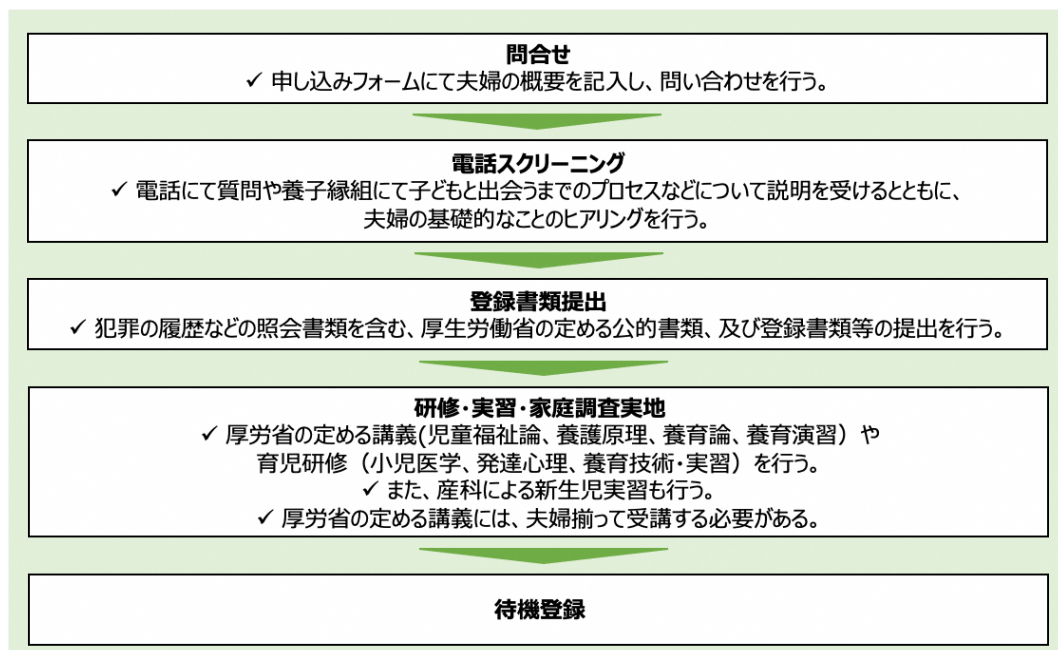 問合せ
✓ 申し込みフォームにて夫婦の概要を記入し、問い合わせを行う。
電話スクリーニング
✓ 電話にて質問や養子縁組にて子どもと出会うまでのプロセスなどについて説明を受けるとともに、
夫婦の基礎的なことのヒアリングを行う。
登録書類提出
✓ 犯罪の履歴などの照会書類を含む、厚生労働省の定める公的書類、及び登録書類等の提出を行う。
研修・実習・家庭調査実地
✓ 厚労省の定める講義(児童福祉論、養護原理、養育論、養育演習）や
育児研修（小児医学、発達心理、養育技術・実習）を行う。
✓ また、産科による新生児実習も行う。
✓ 厚労省の定める講義には、夫婦揃って受講する必要がある。
待機登録